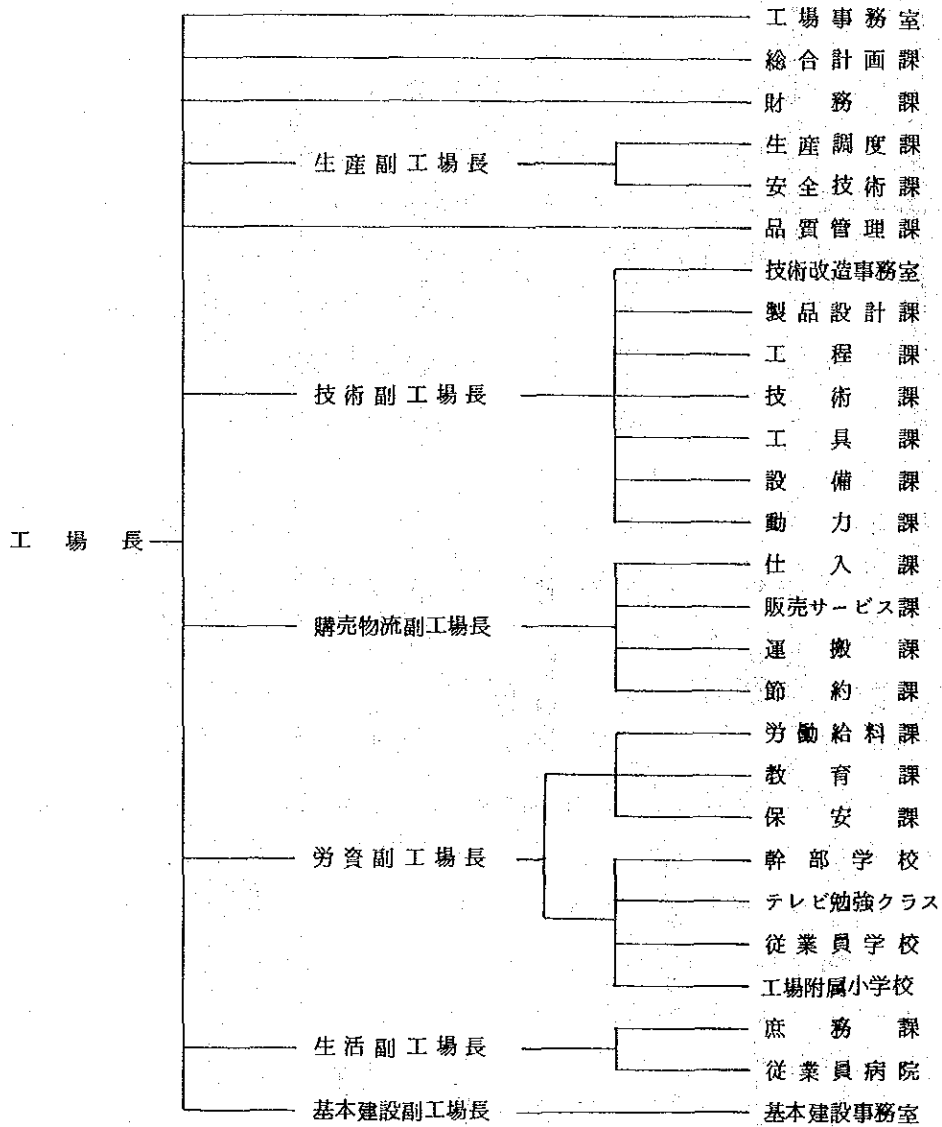 工場事務室
総合計画課
財務課
生産副工場長
生産調度課
安全技術課
品質管理課
技術改造事務室
製品設計課
工程課
技術副工場長
技術課
工具課
設備課
動力課
工場長
仕入課
販売サービス課
購売物流副工場長
運搬課
節約課
労働給料課
教育課
保安課
労資副工場長
幹部学校
テレビ勉強クラス
従業員学校
工場附属小学校
庶務課
生活副工場長
従業員病院
基本建設副工場長
基本建設事務室